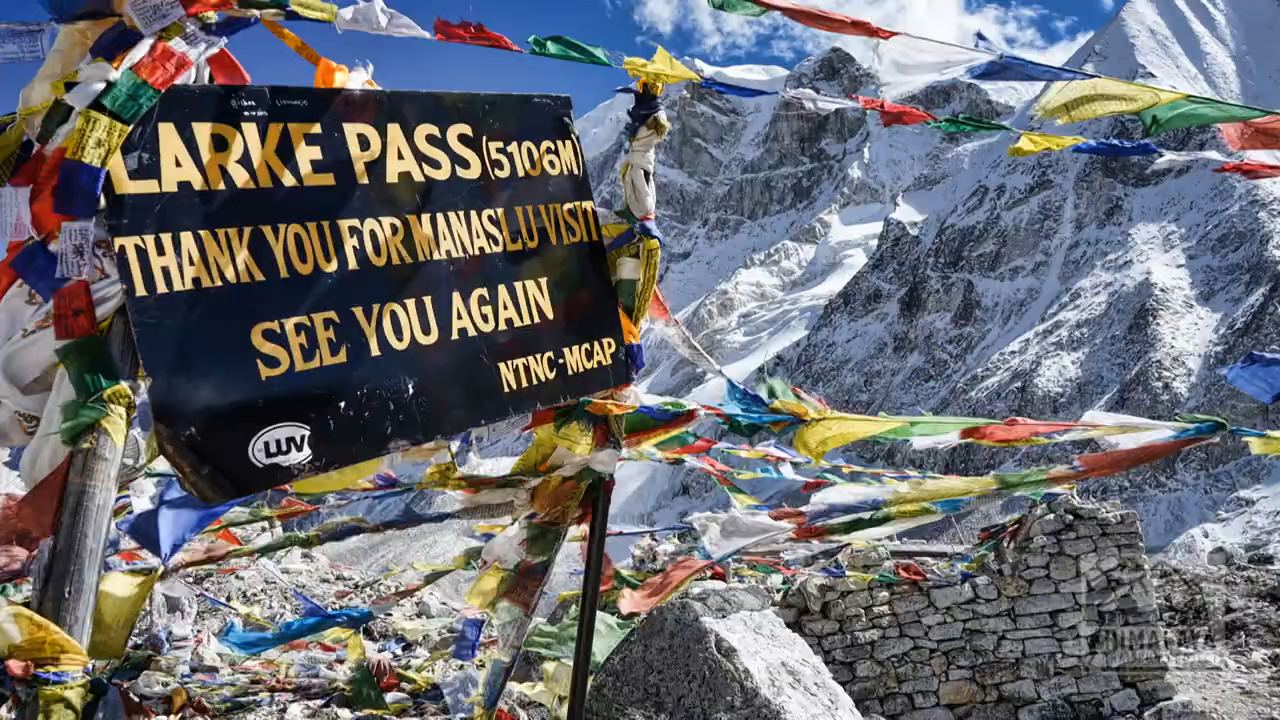 LARKE PASS (5106M)
THANK YOU FOR MANASLU VISIT
SEE YOU AGAIN
NTNC-MCAP
LUV